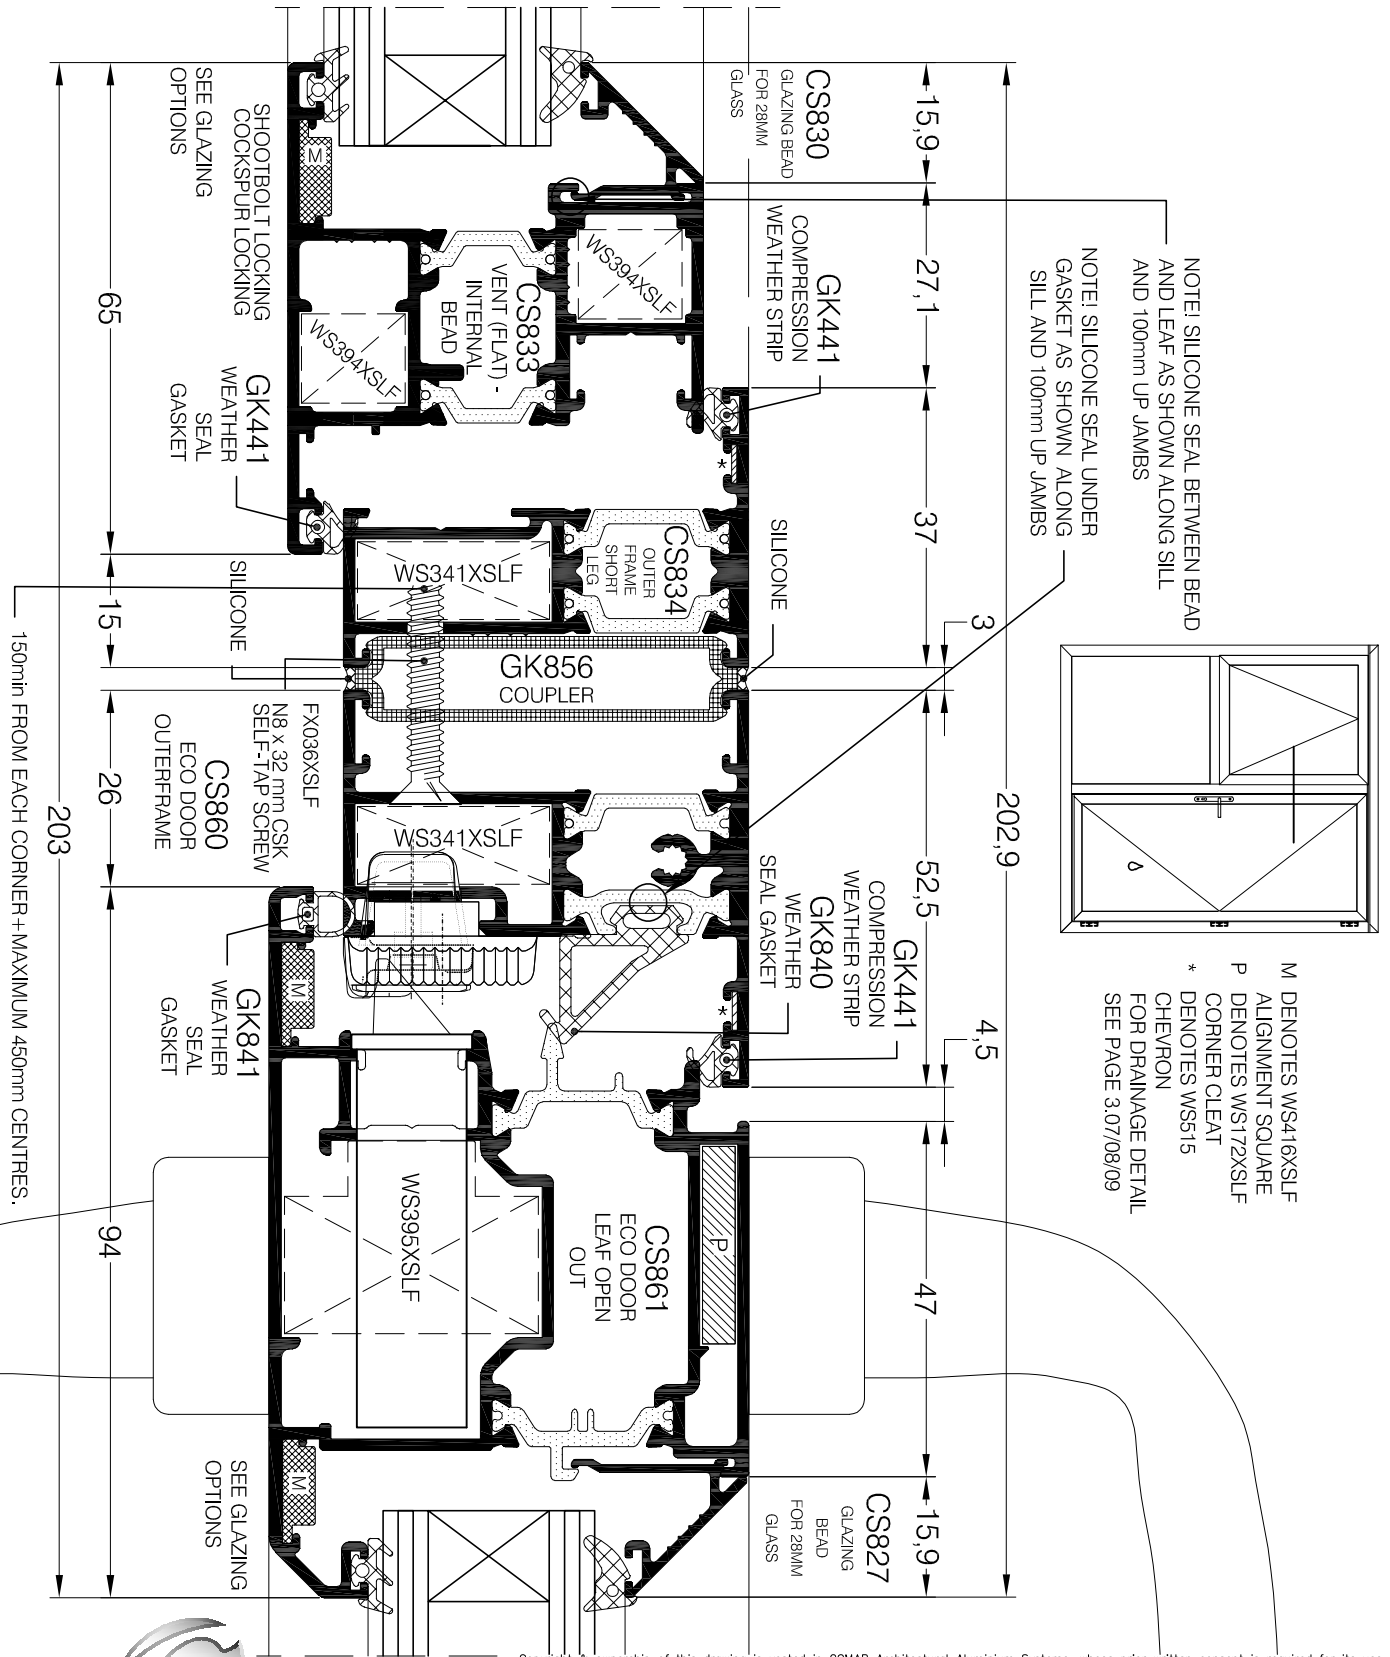 15,9
27,1
37
3
202,9
52,5
4,5
47
15,9
NOTE! SILICONE SEAL BETWEEN BEAD
AND LEAF AS SHOWN ALONG SILL
AND 100mm UP JAMBS
NOTE! SILICONE SEAL UNDER
GASKET AS SHOWN ALONG
SILL AND 100mm UP JAMBS
M DENOTES WS416XSLF
ALIGNMENT SQUARE
P DENOTES WS172XSLF
CORNER CLEAT
* DENOTES WS515
CHEVRON
FOR DRAINAGE DETAIL
SEE PAGE 3.07/08/09
CS830
GLAZING BEAD
FOR 28MM
GLASS
GK441
COMPRESSION
WEATHER STRIP
SILICONE
GK441
COMPRESSION
WEATHER STRIP
GK840
WEATHER
SEAL GASKET
CS827
GLAZING
BEAD
FOR 28MM
GLASS
*
*
P
WS394XSLF
CS833
VENT (FLAT) -
INTERNAL
BEAD
WS394XSLF
CS834
OUTER
FRAME
SHORT
LEG
WS341XSLF
GK856
COUPLER
WS341XSLF
CS861
ECO DOOR
LEAF OPEN
OUT
WS395XSLF
M
M
M
SHOOTBOLT LOCKING
COCKSPUR LOCKING
SEE GLAZING
OPTIONS
GK441
WEATHER
SEAL
GASKET
SILICONE
FX036XSLF
N8 x 32 mm CSK
SELF-TAP SCREW
CS860
ECO DOOR
OUTERFRAME
GK841
WEATHER
SEAL
GASKET
SEE GLAZING
OPTIONS
65
15
26
94
203
150min FROM EACH CORNER+MAXIMUM 450mm CENTRES.